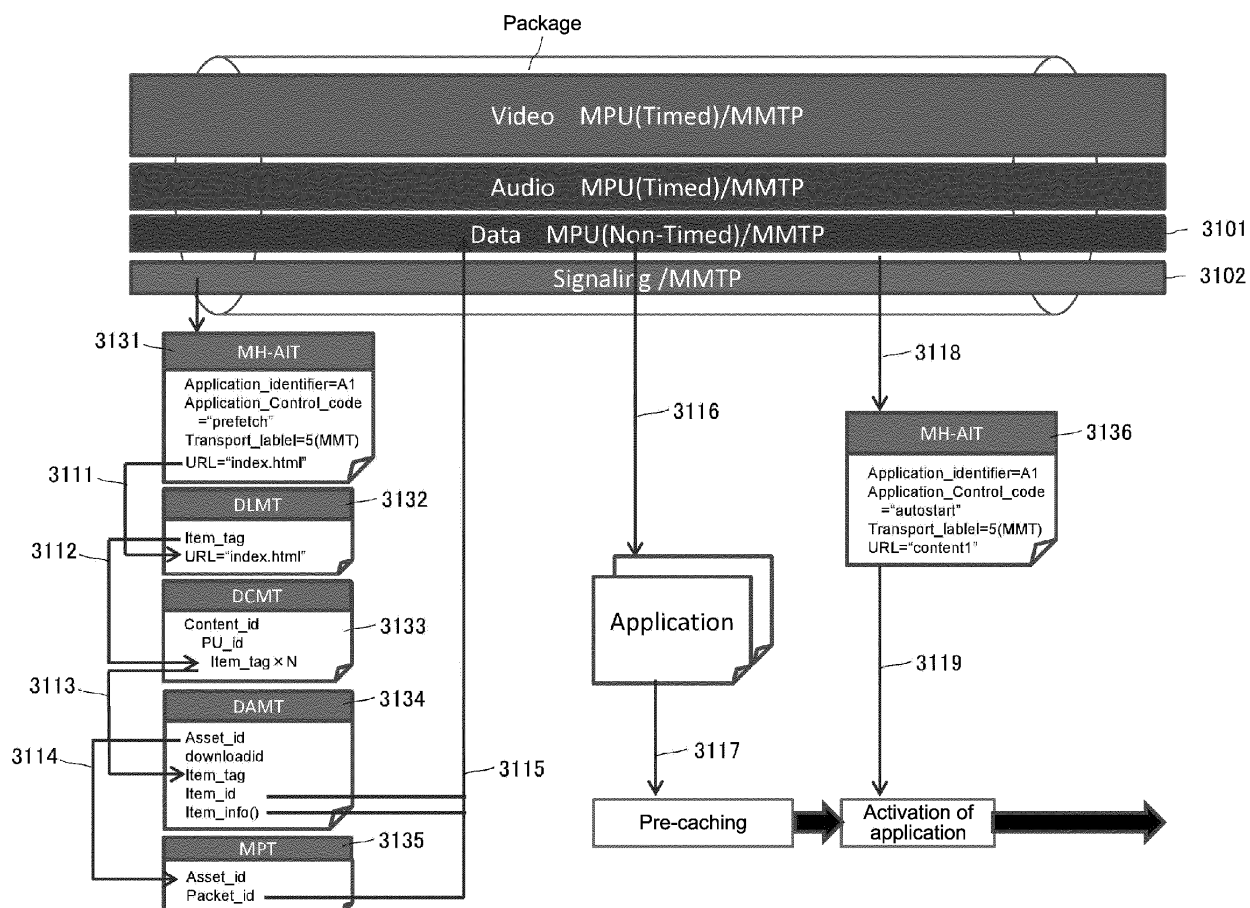 Package
Video MPU(Timed)/MMTP
Audio MPU(Timed)/MMTP
Data MPU(Non-Timed)/MMTP
3101
Signaling /MMTP
3102
3131
MH-AIT
Application_identifier=A1
Application_Control_code
="prefetch"
Transport_lablel=5(MMT)
URL="index.html"
3111
DLMT
3132
Item_tag
URL="index.html"
3112
DCMT
3133
Content_id
PU_id
Item_tag×N
3113
DAMT
3134
Asset_id
downloadid
Item_tag
Item_id
Item_info()
3114
3115
MPT
3135
Asset_id
Packet_id
3116
Application
3117
Pre-caching
3118
MH-AIT
3136
Application_identifier=A1
Application_Control_code
="autostart"
Transport_lablel=5(MMT)
URL="content1"
3119
Activation of
application